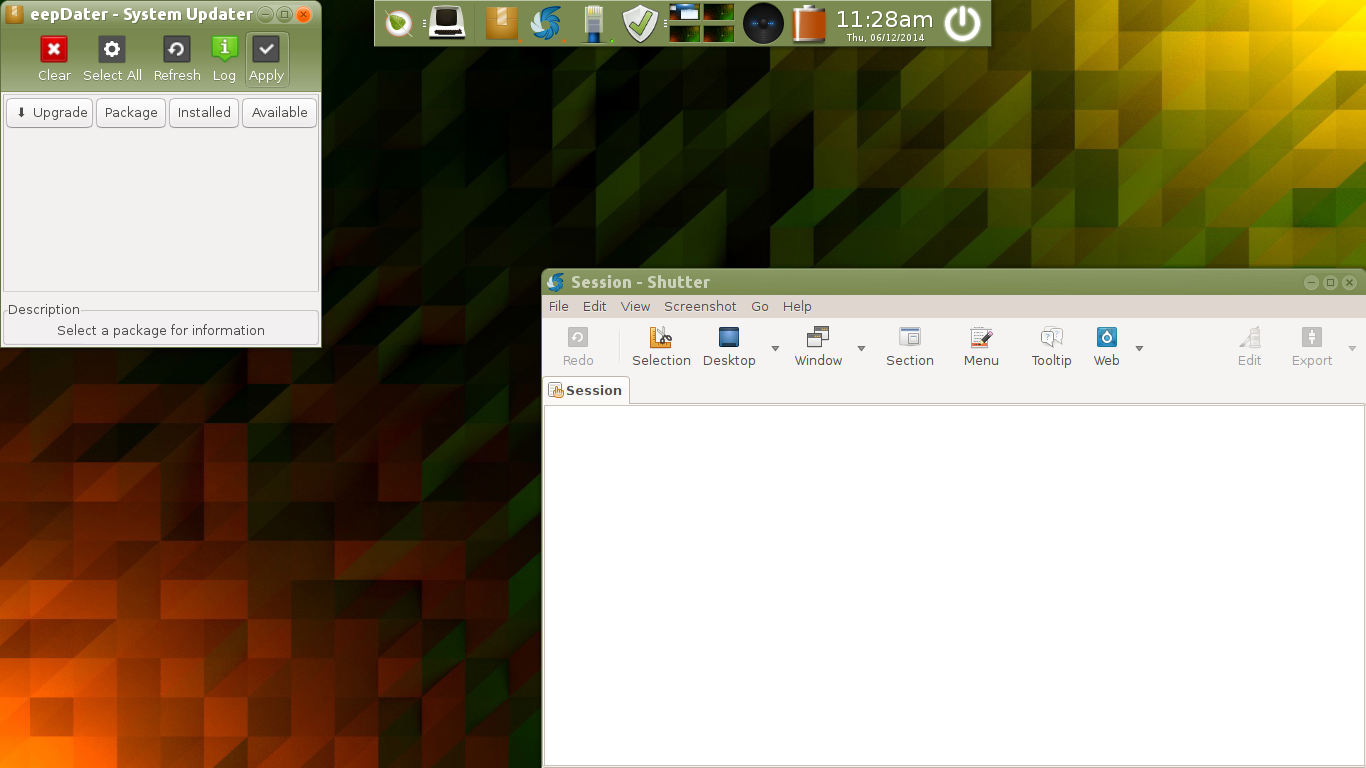 eepDater - System Updater
Clear Select All Refresh Log Apply
Upgrade Package Installed Available
Description
Select a package for information
11:28am
Thu, 06/12/2014
Session - Shutter
File Edit View Screenshot Go Help
Redo Selection Desktop Window Section Menu Tooltip Web Edit Export
Session